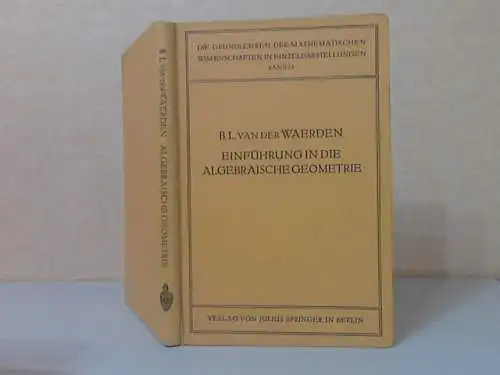 DIE GRUNDLEHREN DER MATHEMATISCHEN
WISSENSCHAFTEN IN EINZELDARSTELLUNGEN
BAND
B.L. VAN DER WAERDEN
EINFÜHRUNG IN DIE
ALGEBRAISCHE GEOMETRIE
VERLAG VON JULIUS SPRINGER IN BERLIN
B. L. VAN DER WAERDEN ALGEBRAISCHE GEOMETRIE